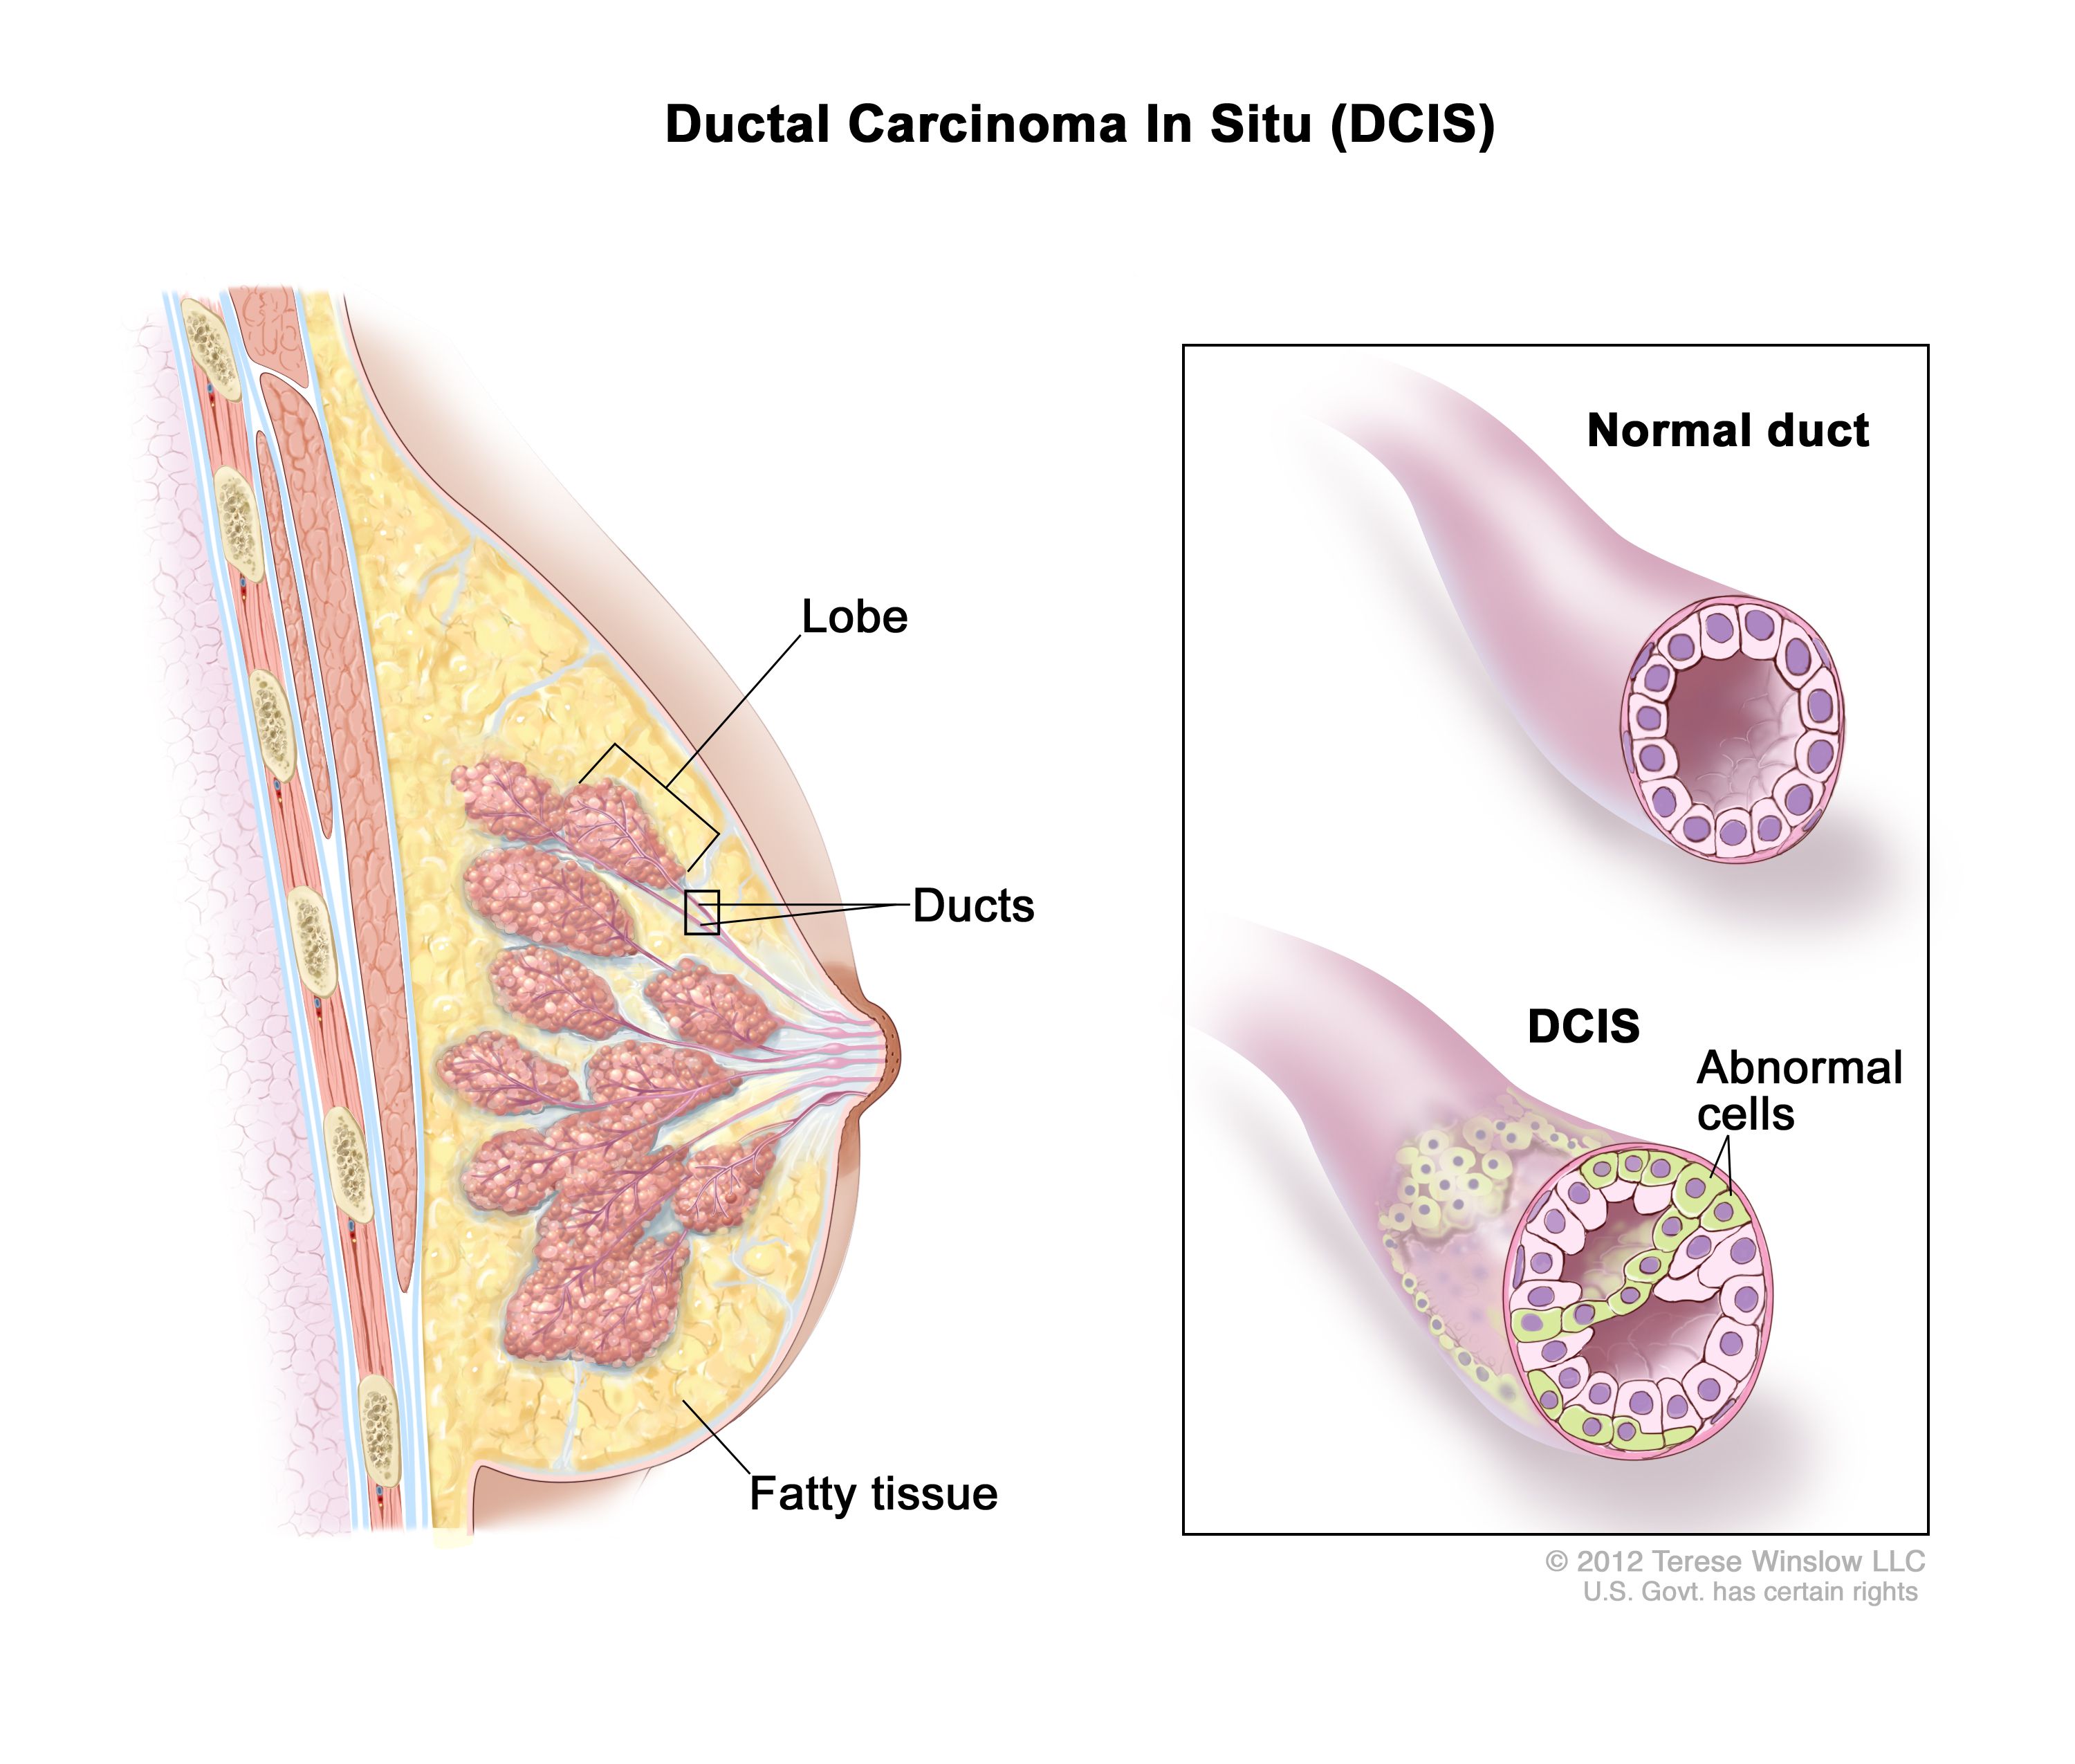 Ductal Carcinoma In Situ (DCIS)
Lobe
Ducts
Fatty tissue
Normal duct
DCIS
Abnormal
cells
© 2012 Terese Winslow LLC
U.S. Govt. has certain rights